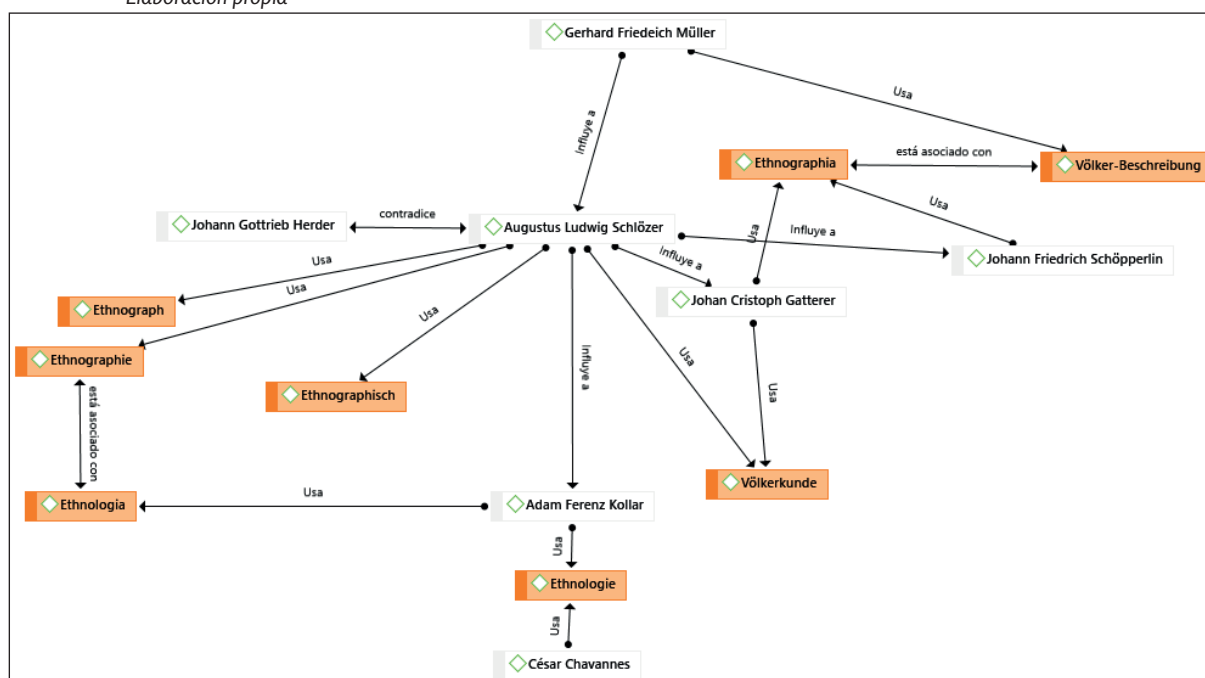 Elaboración propia
Gerhard Friedeich Müller
Usa
Influye a
Ethnographia
está asociado con
Völker-Beschreibung
Usa
Johann Gottrieb Herder
contradice
Augustus Ludwig Schlözer
Usa
Influye a
Johann Friedrich Schöpperlin
Usa
Influye a
Usa
Johan Cristoph Gatterer
Ethnograph
Usa
Ethnographie
Influye a
Usa
Usa
está asociado con
Ethnographisch
Völkerkunde
Ethnologia
Usa
Adam Ferenz Kollar
Usa
Ethnologie
Usa
César Chavannes